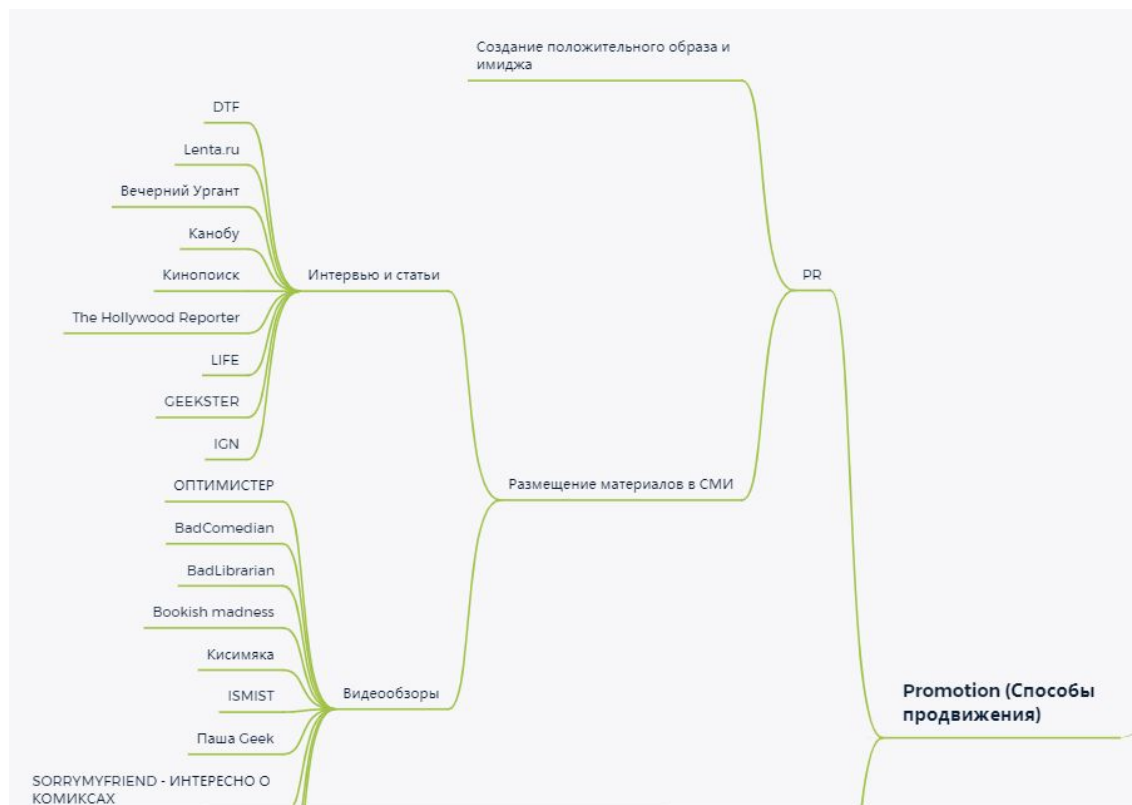 Создание положительного образа и
имиджа
DTF
Lenta.ru
Вечерний Ургант
Канобу
Кинопоиск
Интервью и статьи
PR
The Hollywood Reporter
LIFE
GEEKSTER
IGN
ОПТИМИСТЕР
Размещение материалов в СМИ
BadComedian
BadLibrarian
Bookish madness
Кисимяка
ISMIST
Видеообзоры
Promotion (Способы
продвижения)
Паша Geek
SORRYMYFRIEND - ИНТЕРЕСНО О
КОМИКСАХ